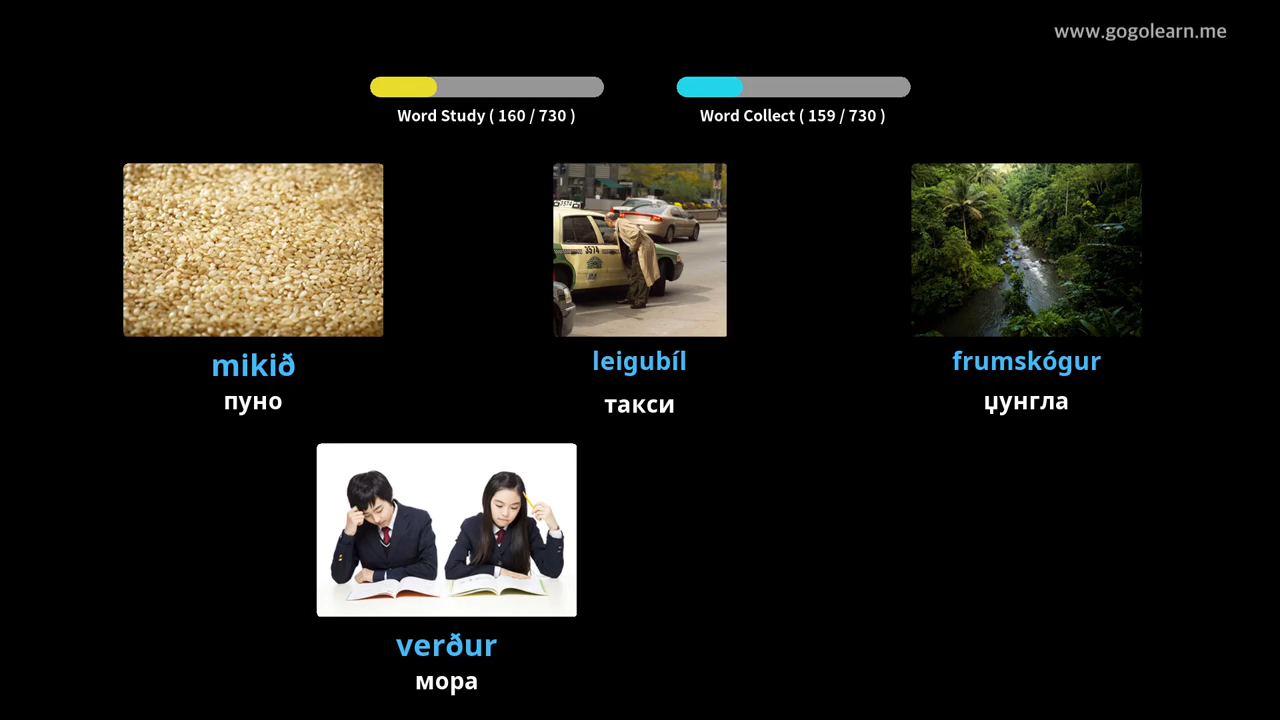 www.gogolearn.me
Word Study ( 160 / 730 )
Word Collect ( 159 / 730 )
3574
mikið
leigubíl
frumskógur
пуно
такси
џунгла
verður
мора